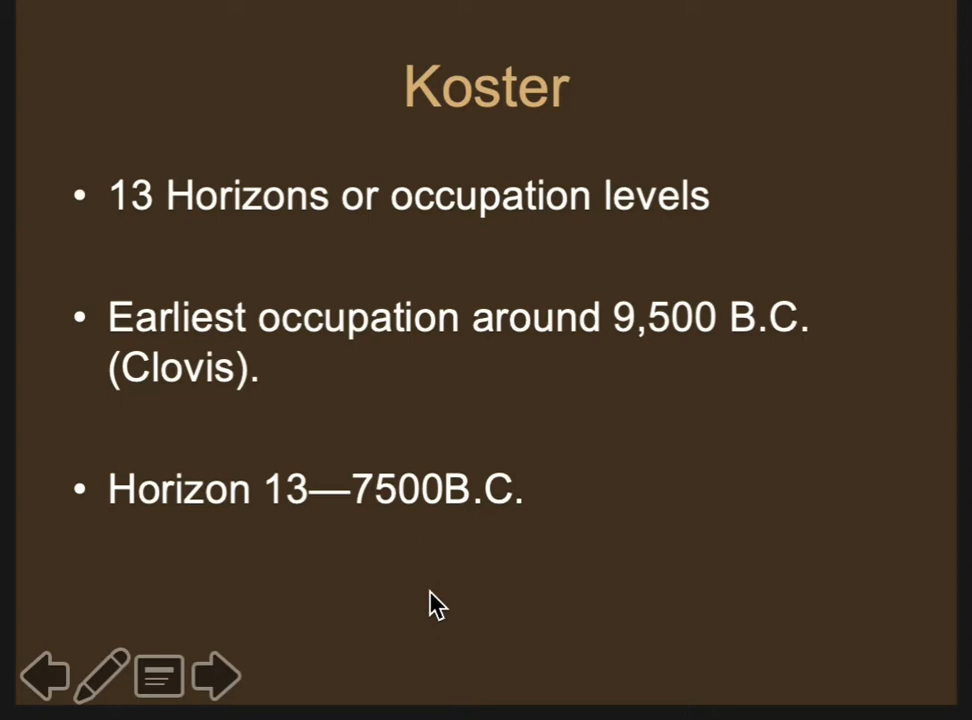 Koster
• 13 Horizons or occupation levels
• Earliest occupation around 9,500 B.C.
(Clovis).
• Horizon 13—7500B.C.